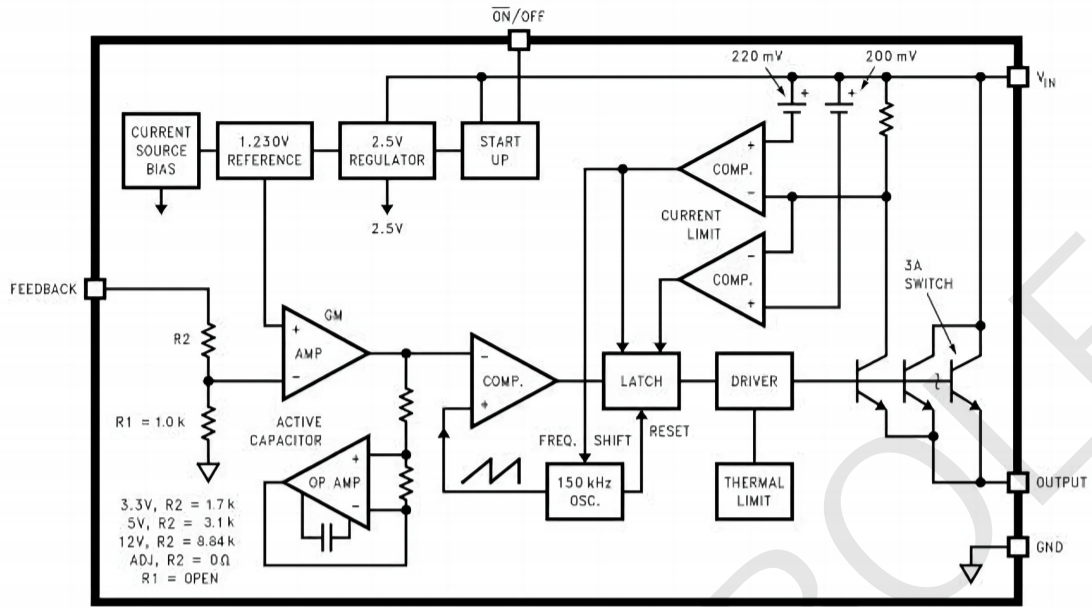 ON/OFF
220 mV
200 mV
VIN
CURRENT
SOURCE
BIAS
1.230V
REFERENCE
2.5V
REGULATOR
START
UP
2.5V
+
COMP.
−
CURRENT
LIMIT
−
COMP.
+
+
+
3A
SWITCH
FEEDBACK
R2
R1 = 1.0 k
GM
+
AMP
−
−
COMP.
+
LATCH
DRIVER
FREQ. SHIFT
RESET
150 kHz
OSC.
THERMAL
LIMIT
ACTIVE
CAPACITOR
+
OP AMP
−
3.3V, R2 = 1.7 k
5V, R2 = 3.1 k
12V, R2 = 8.84 k
ADJ, R2 = 0Ω
R1 = OPEN
OUTPUT
GND
ROLE